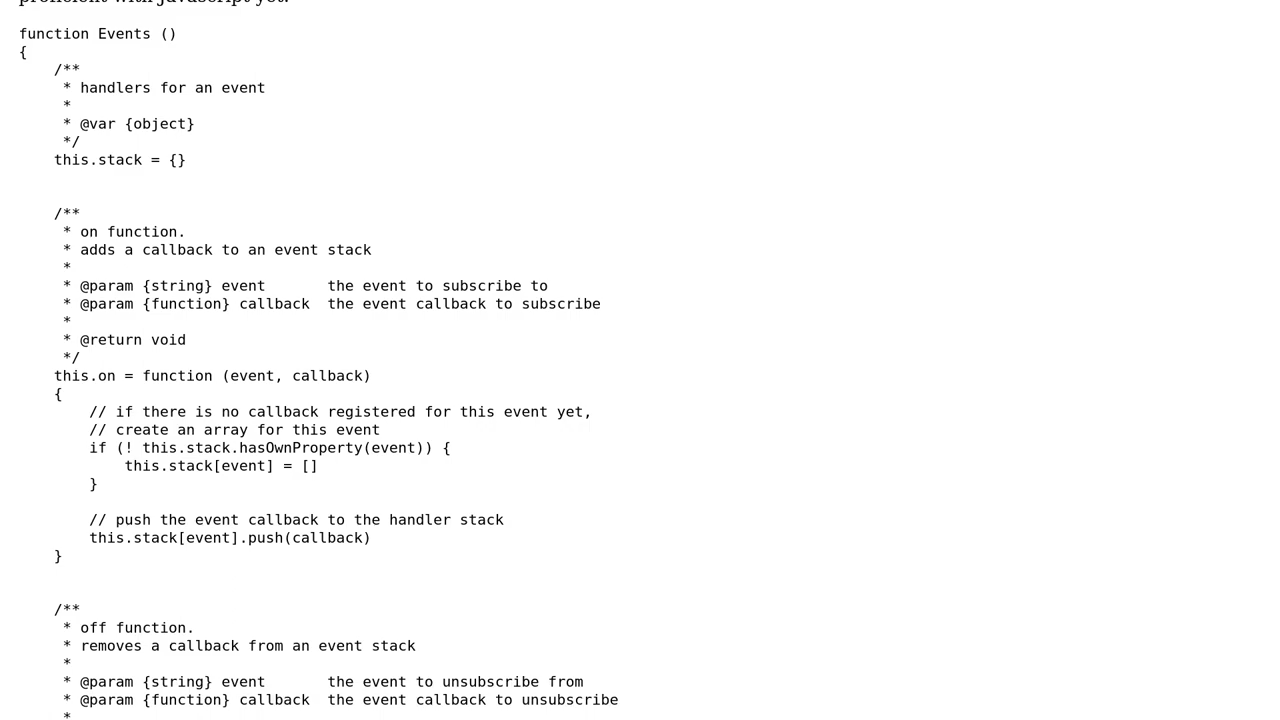 proficient with javascript yet.
function Events ()
{
    /**
     * handlers for an event
     *
     * @var {object}
     */
    this.stack = {}
    /**
     * on function.
     * adds a callback to an event stack
     *
     * @param {string} event       the event to subscribe to
     * @param {function} callback  the event callback to subscribe
     *
     * @return void
     */
    this.on = function (event, callback)
    {
        // if there is no callback registered for this event yet,
        // create an array for this event
        if (! this.stack.hasOwnProperty(event)) {
            this.stack[event] = []
        }
        // push the event callback to the handler stack
        this.stack[event].push(callback)
    }
    /**
     * off function.
     * removes a callback from an event stack
     *
     * @param {string} event       the event to unsubscribe from
     * @param {function} callback  the event callback to unsubscribe
     *